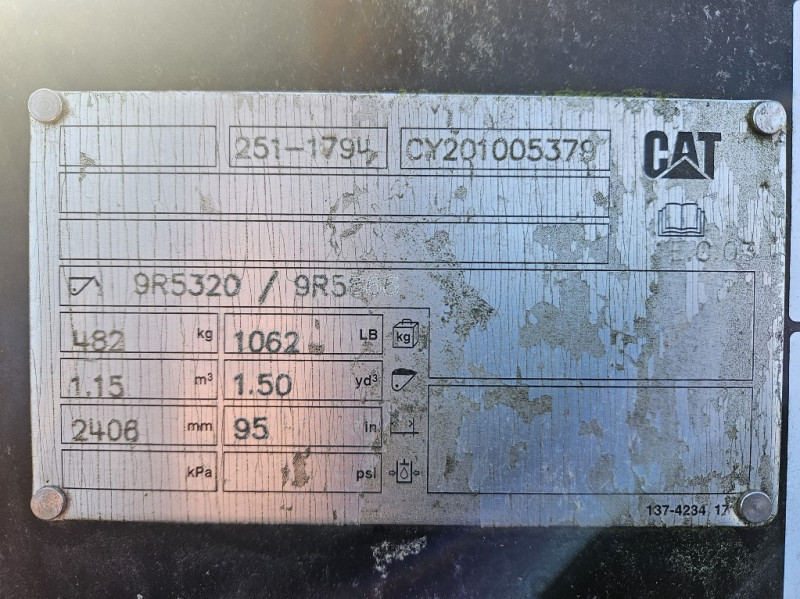 251-1794 CY201005379
CAT
9R5320 / 9R5666
482 kg 1062 LB kg
1.15 m³ 1.50 yd³
2406 mm 95 in
kPa psi
137-4234 17